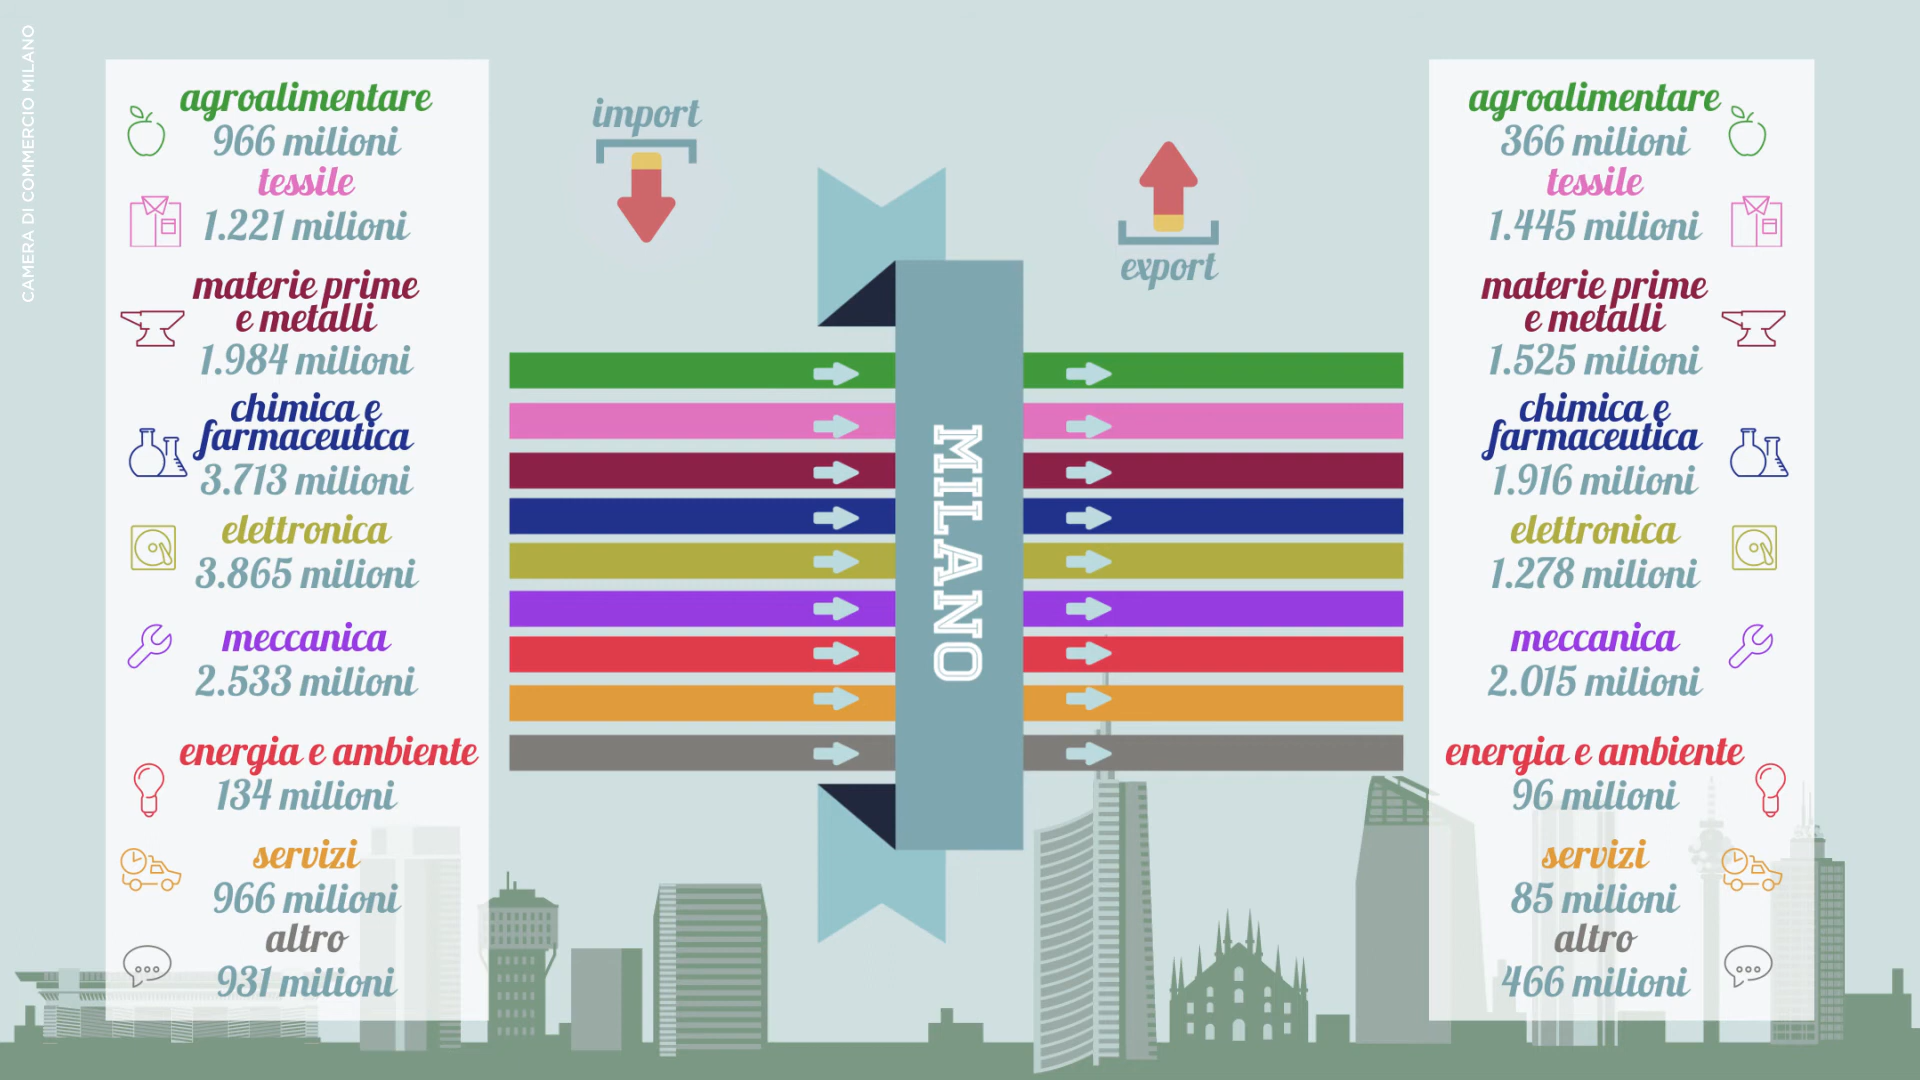 CAMERA DI COMMERCIO MILANO
agroalimentare
966 milioni
tessile
1.221 milioni
materie prime
e metalli
1.984 milioni
chimica e
farmaceutica
3.713 milioni
elettronica
3.865 milioni
meccanica
2.533 milioni
energia e ambiente
134 milioni
servizi
966 milioni
altro
931 milioni
import
export
MILANO
agroalimentare
366 milioni
tessile
1.445 milioni
materie prime
e metalli
1.525 milioni
chimica e
farmaceutica
1.916 milioni
elettronica
1.278 milioni
meccanica
2.015 milioni
energia e ambiente
96 milioni
servizi
85 milioni
altro
466 milioni